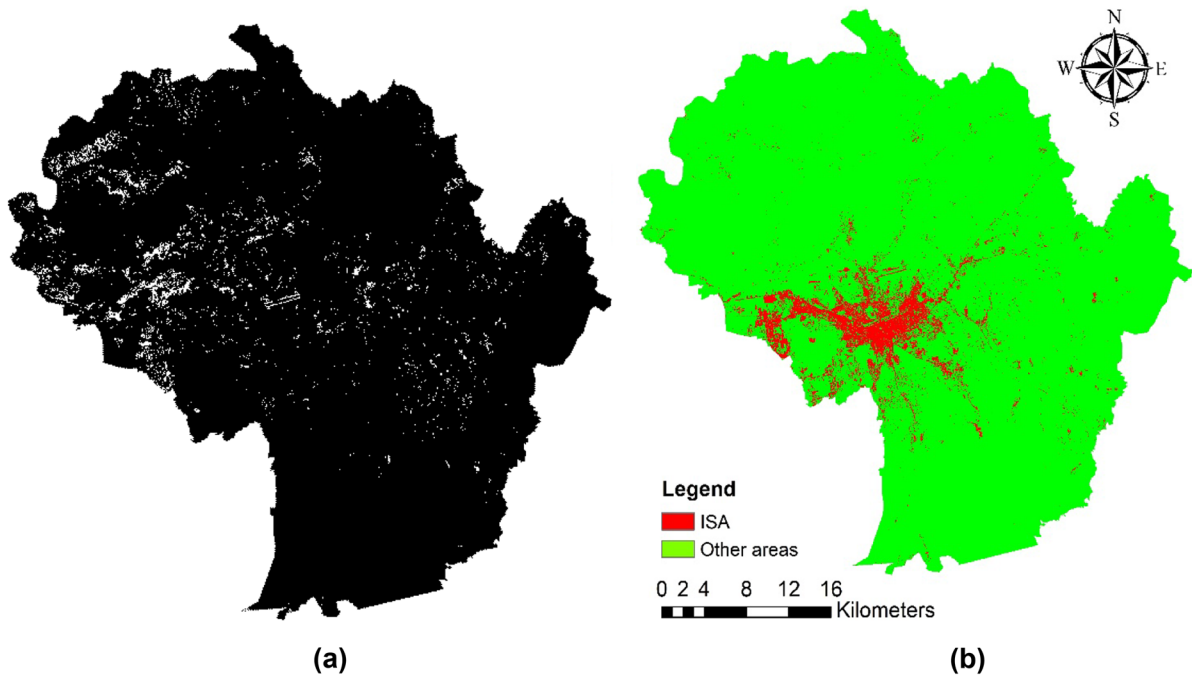 N
W E
S
Legend
ISA
Other areas
0 2 4 8 12 16
Kilometers
(a) (b)